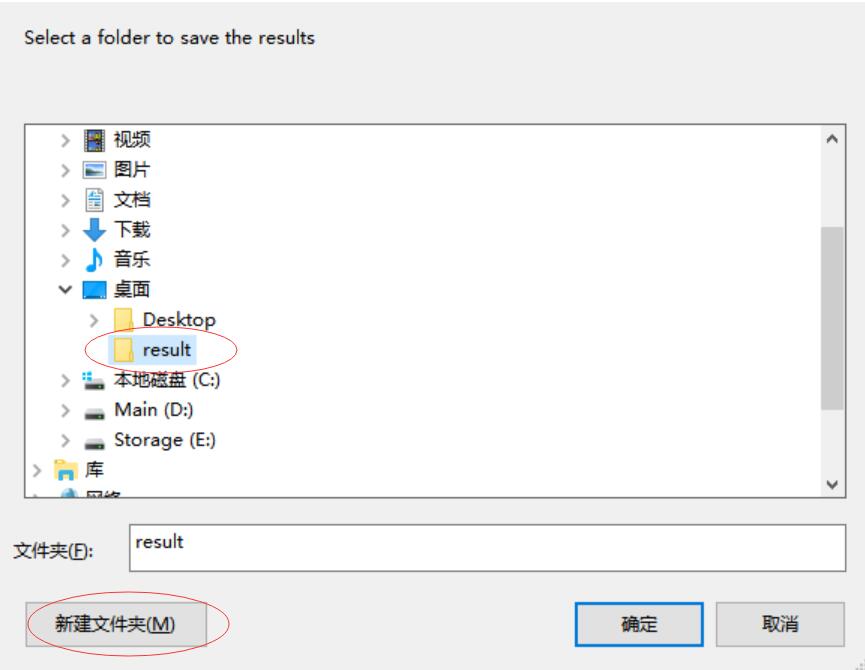 Select a folder to save the results
视频
图片
文档
下载
音乐
桌面
Desktop
result
本地磁盘 (C:)
Main (D:)
Storage (E:)
库
网络
文件夹(F): result
新建文件夹(M) 确定 取消